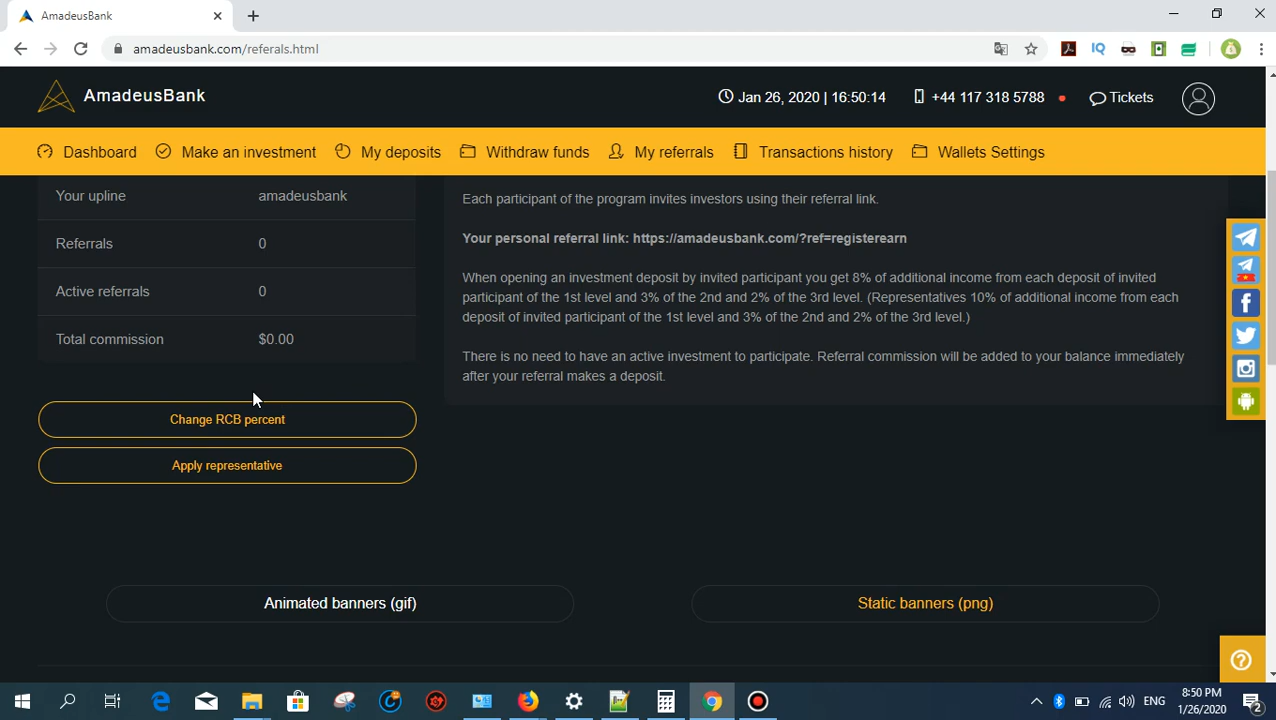 AmadeusBank
amadeusbank.com/referals.html
IQ
AmadeusBank
Jan 26, 2020 | 16:50:14
+44 117 318 5788
Tickets
Dashboard
Make an investment
My deposits
Withdraw funds
My referrals
Transactions history
Wallets Settings
Your upline amadeusbank
Referrals 0
Active referrals 0
Total commission $0.00
Change RCB percent
Apply representative
Each participant of the program invites investors using their referral link.
Your personal referral link: https://amadeusbank.com/?ref=registerearn
When opening an investment deposit by invited participant you get 8% of additional income from each deposit of invited
participant of the 1st level and 3% of the 2nd and 2% of the 3rd level. (Representatives 10% of additional income from each
deposit of invited participant of the 1st level and 3% of the 2nd and 2% of the 3rd level.)
There is no need to have an active investment to participate. Referral commission will be added to your balance immediately
after your referral makes a deposit.
Animated banners (gif)
Static banners (png)
ENG
8:50 PM
1/26/2020
2